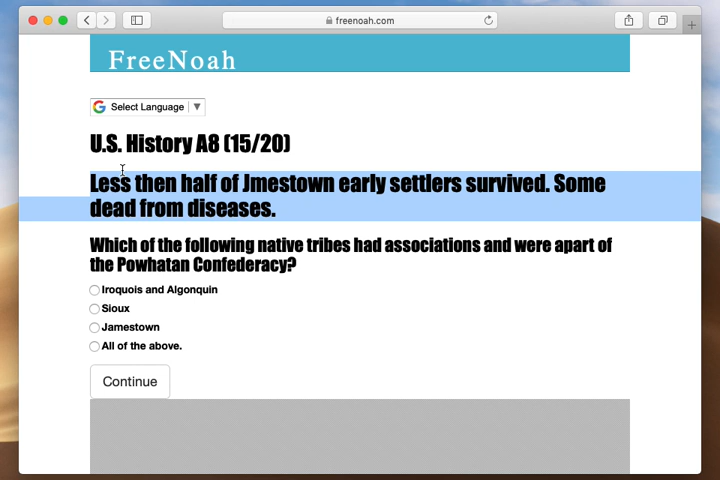 freenoah.com
FreeNoah
Select Language ▼
U.S. History A8 (15/20)
Less then half of Jmestown early settlers survived. Some
dead from diseases.
Which of the following native tribes had associations and were apart of
the Powhatan Confederacy?
Iroquois and Algonquin
Sioux
Jamestown
All of the above.
Continue